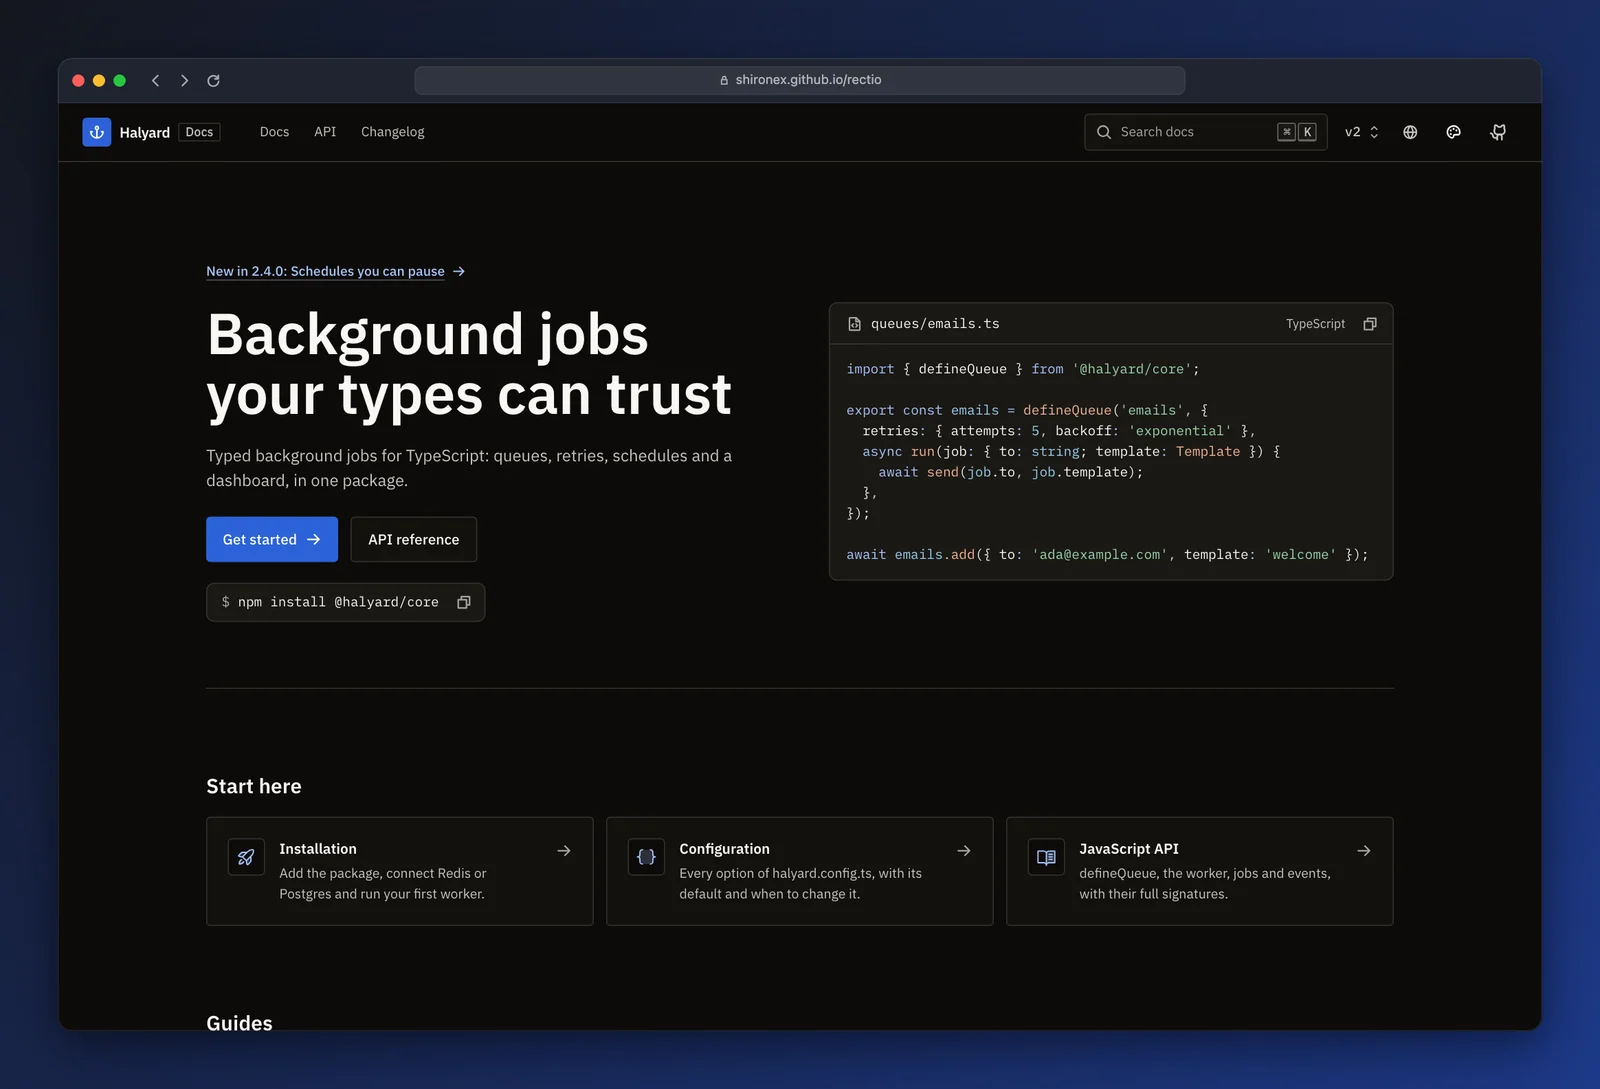 shironex.github.io/rectio
Halyard Docs Docs API Changelog Search docs ⌘ K v2
New in 2.4.0: Schedules you can pause →
Background jobs
your types can trust
Typed background jobs for TypeScript: queues, retries, schedules and a
dashboard, in one package.
Get started → API reference
$ npm install @halyard/core
queues/emails.ts TypeScript
import { defineQueue } from '@halyard/core';
export const emails = defineQueue('emails', {
  retries: { attempts: 5, backoff: 'exponential' },
  async run(job: { to: string; template: Template }) {
    await send(job.to, job.template);
  },
});
await emails.add({ to: 'ada@example.com', template: 'welcome' });
Start here
Installation →
Add the package, connect Redis or
Postgres and run your first worker.
Configuration →
Every option of halyard.config.ts, with its
default and when to change it.
JavaScript API →
defineQueue, the worker, jobs and events,
with their full signatures.
Guides